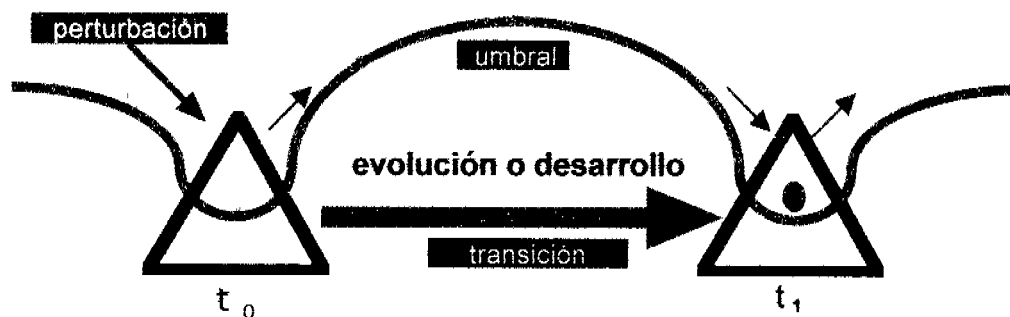 perturbación
umbral
evolución o desarrollo
transición
t 0
t 1